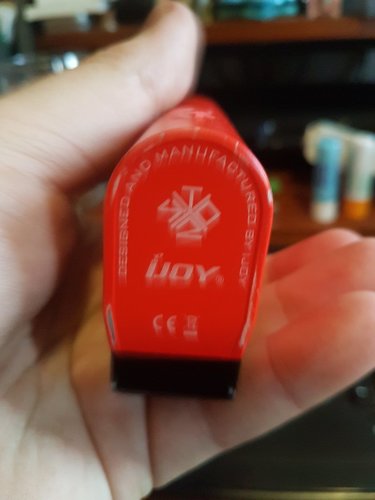 DESIGNED AND MANUFACTURED BY IJOY
IJOY®
CE